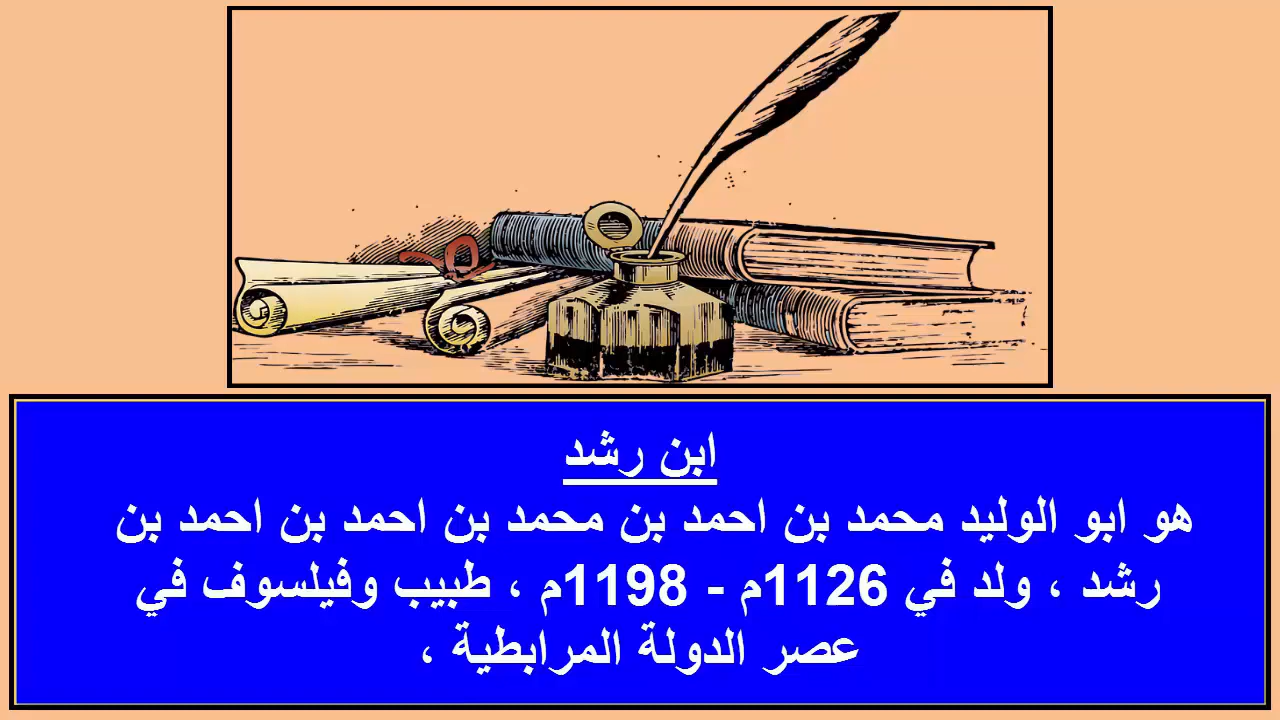 ابن رشد
هو ابو الوليد محمد بن احمد بن محمد بن احمد بن احمد بن
رشد ، ولد في 1126م - 1198م ، طبيب وفيلسوف في
عصر الدولة المرابطية ،